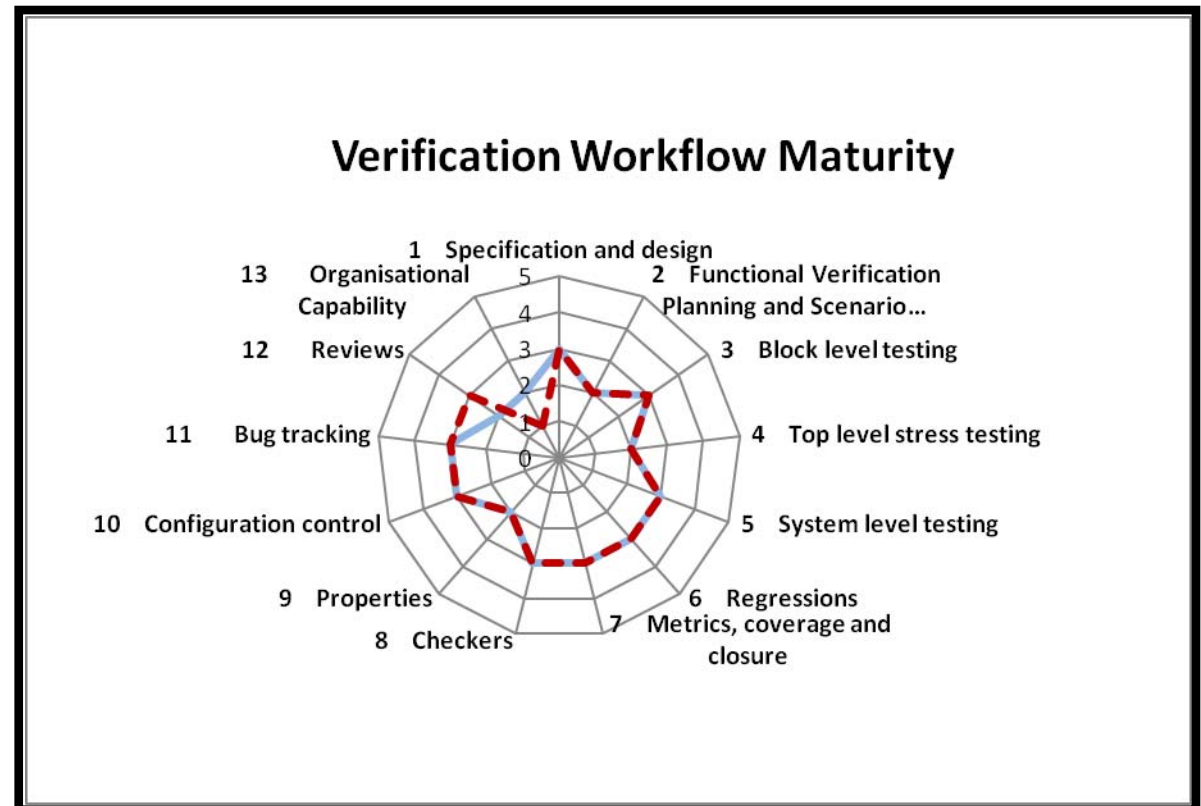 Verification Workflow Maturity
1 Specification and design
2 Functional Verification
Planning and Scenario...
3 Block level testing
4 Top level stress testing
5 System level testing
6 Regressions
7 Metrics, coverage and
closure
8 Checkers
9 Properties
10 Configuration control
11 Bug tracking
12 Reviews
13 Organisational
Capability
5
4
3
2
1
0